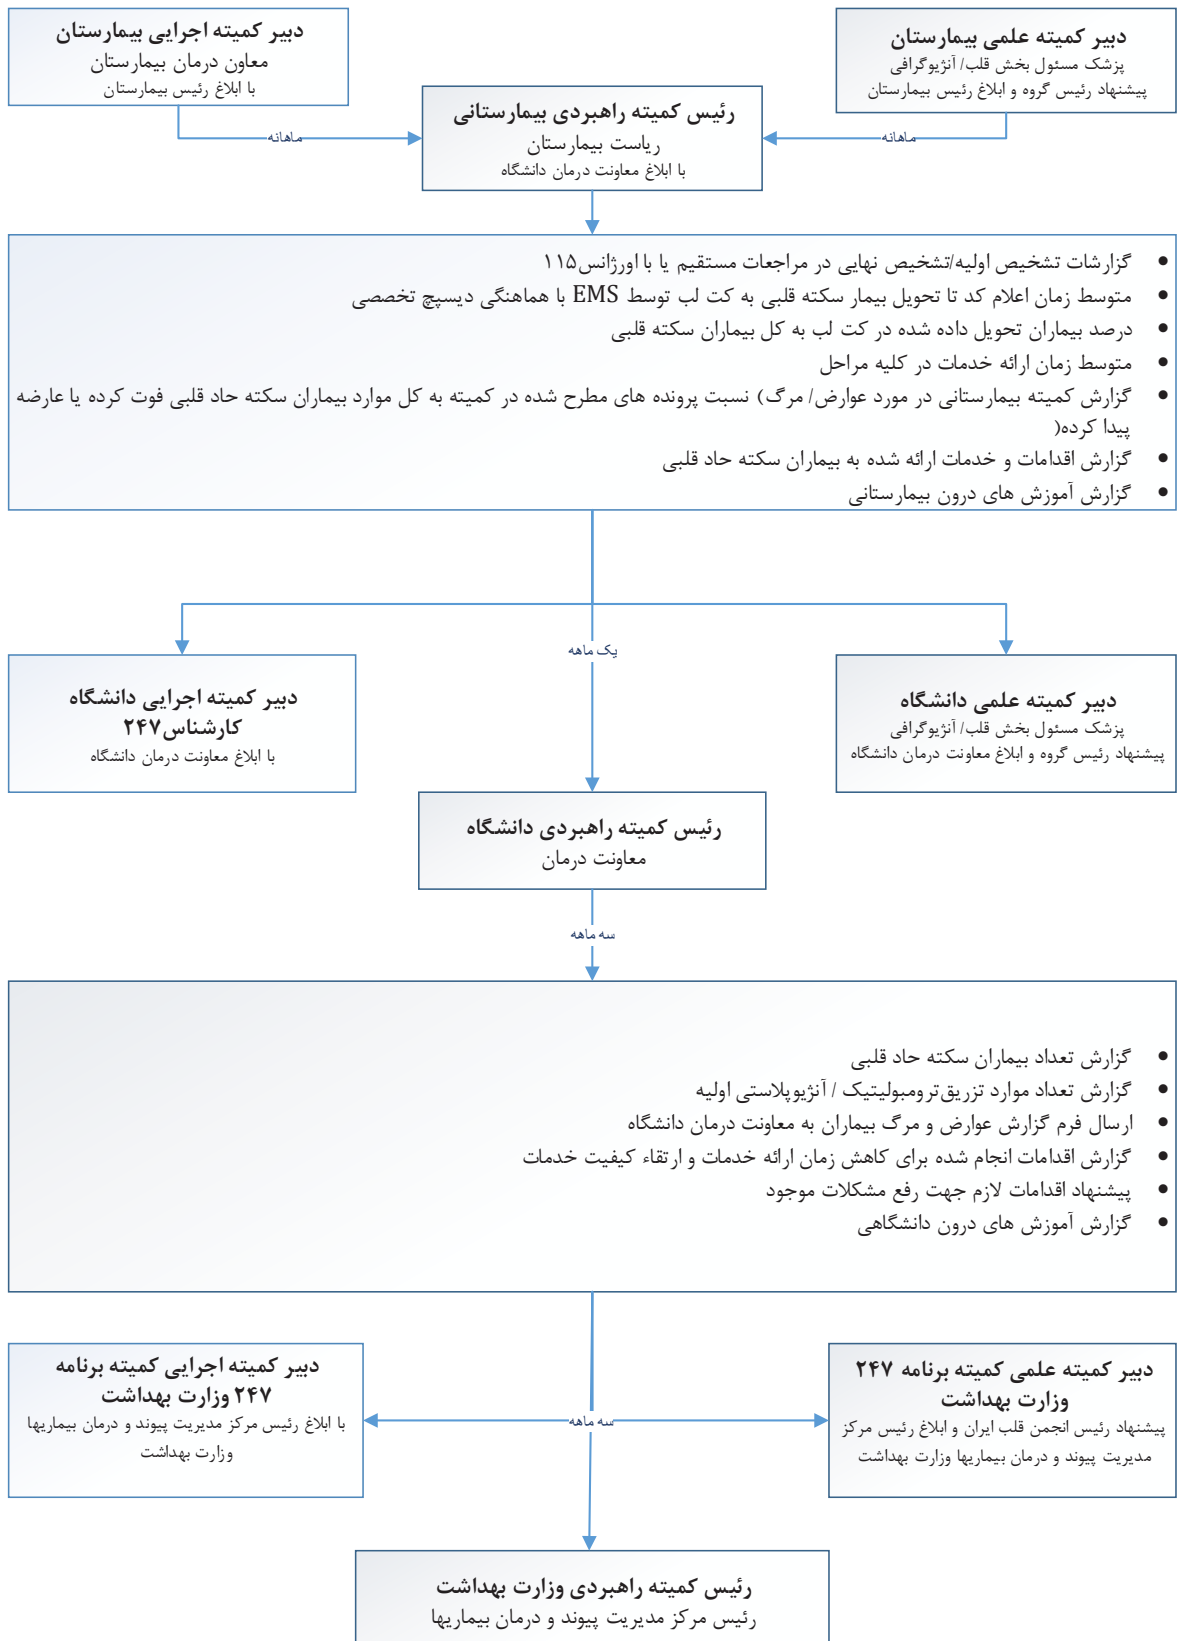 دبیر کمیته علمی بیمارستان
پزشک مسئول بخش قلب/ آنژیوگرافی
پیشنهاد رئیس گروه و ابلاغ رئیس بیمارستان
دبیر کمیته اجرایی بیمارستان
معاون درمان بیمارستان
با ابلاغ رئیس بیمارستان
ماهانه
ماهانه
رئیس کمیته راهبردی بیمارستانی
ریاست بیمارستان
با ابلاغ معاونت درمان دانشگاه
● گزارشات تشخیص اولیه/تشخیص نهایی در مراجعات مستقیم یا با اورژانس۱۱۵
● متوسط زمان اعلام کد تا تحویل بیمار سکته قلبی به کت لب توسط EMS با هماهنگی دیسپچ تخصصی
● درصد بیماران تحویل داده شده در کت لب به کل بیماران سکته قلبی
● متوسط زمان ارائه خدمات در کلیه مراحل
● گزارش کمیته بیمارستانی در مورد عوارض/ مرگ) نسبت پرونده های مطرح شده در کمیته به کل موارد بیماران سکته حاد قلبی فوت کرده یا عارضه
پیدا کرده(
● گزارش اقدامات و خدمات ارائه شده به بیماران سکته حاد قلبی
● گزارش آموزش های درون بیمارستانی
یک ماهه
دبیر کمیته علمی دانشگاه
پزشک مسئول بخش قلب/ آنژیوگرافی
پیشنهاد رئیس گروه و ابلاغ معاونت درمان دانشگاه
دبیر کمیته اجرایی دانشگاه
کارشناس۲۴۷
با ابلاغ معاونت درمان دانشگاه
رئیس کمیته راهبردی دانشگاه
معاونت درمان
سه ماهه
● گزارش تعداد بیماران سکته حاد قلبی
● گزارش تعداد موارد تزریق‌ترومبولیتیک / آنژیوپلاستی اولیه
● ارسال فرم گزارش عوارض و مرگ بیماران به معاونت درمان دانشگاه
● گزارش اقدامات انجام شده برای کاهش زمان ارائه خدمات و ارتقاء کیفیت خدمات
● پیشنهاد اقدامات لازم جهت رفع مشکلات موجود
● گزارش آموزش های درون دانشگاهی
دبیر کمیته علمی کمیته برنامه ۲۴۷
وزارت بهداشت
پیشنهاد رئیس انجمن قلب ایران و ابلاغ رئیس مرکز
مدیریت پیوند و درمان بیماریها وزارت بهداشت
دبیر کمیته اجرایی کمیته برنامه
۲۴۷ وزارت بهداشت
با ابلاغ رئیس مرکز مدیریت پیوند و درمان بیماریها
وزارت بهداشت
سه ماهه
رئیس کمیته راهبردی وزارت بهداشت
رئیس مرکز مدیریت پیوند و درمان بیماریها